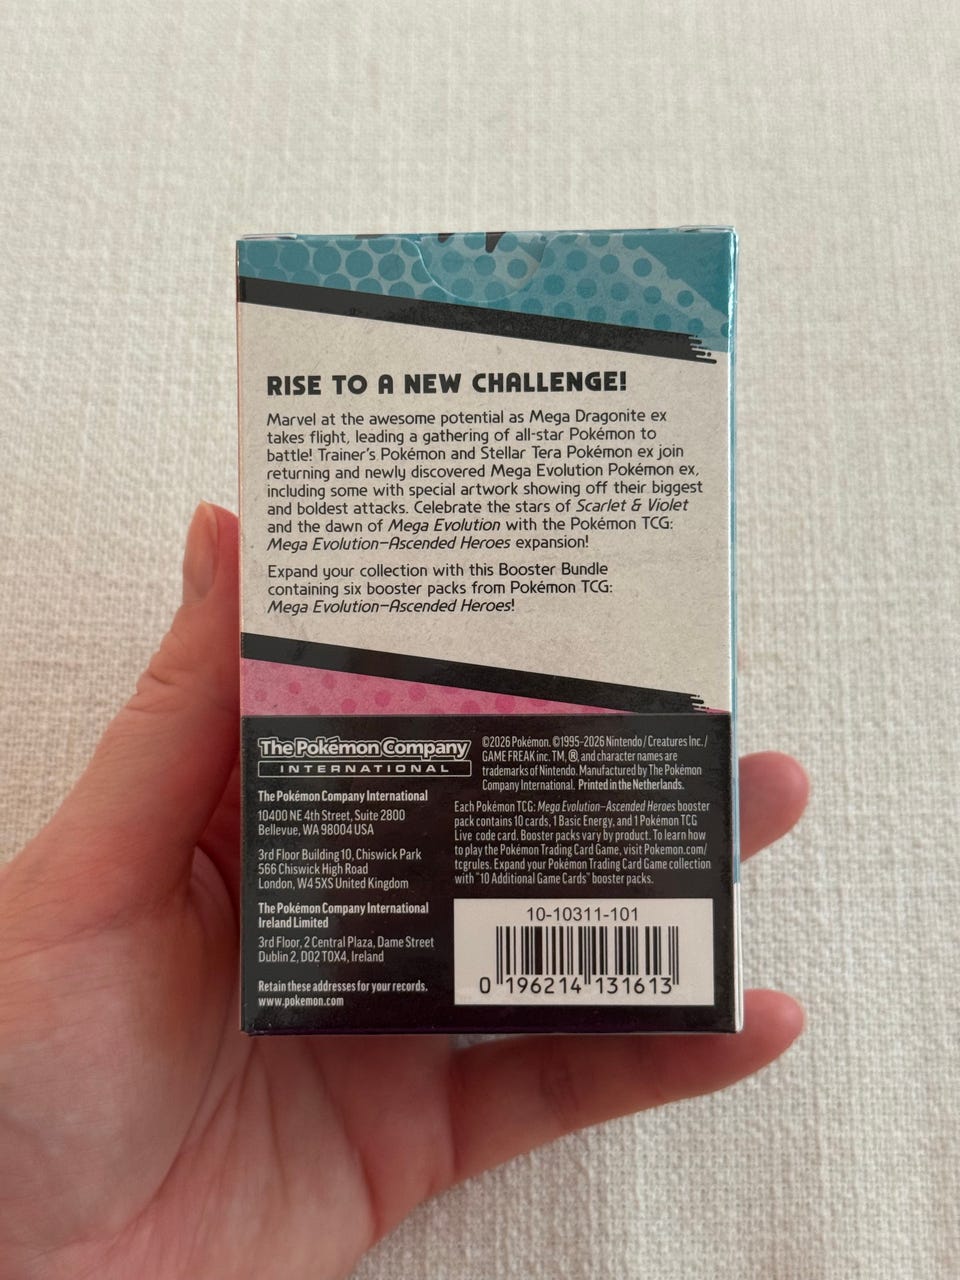 RISE TO A NEW CHALLENGE!
Marvel at the awesome potential as Mega Dragonite ex
takes flight, leading a gathering of all-star Pokémon to
battle! Trainer's Pokémon and Stellar Tera Pokémon ex join
returning and newly discovered Mega Evolution Pokémon ex,
including some with special artwork showing off their biggest
and boldest attacks. Celebrate the stars of Scarlet & Violet
and the dawn of Mega Evolution with the Pokémon TCG:
Mega Evolution—Ascended Heroes expansion!
Expand your collection with this Booster Bundle
containing six booster packs from Pokémon TCG:
Mega Evolution—Ascended Heroes!
The Pokémon Company
INTERNATIONAL
The Pokémon Company International
10400 NE 4th Street, Suite 2800
Bellevue, WA 98004 USA
3rd Floor Building 10, Chiswick Park
566 Chiswick High Road
London, W4 5XS United Kingdom
The Pokémon Company International
Ireland Limited
3rd Floor, 2 Central Plaza, Dame Street
Dublin 2, D02 T0X4, Ireland
Retain these addresses for your records.
www.pokemon.com
©2026 Pokémon. ©1995–2026 Nintendo / Creatures Inc. /
GAME FREAK inc. TM, ®, and character names are
trademarks of Nintendo. Manufactured by The Pokémon
Company International. Printed in the Netherlands.
Each Pokémon TCG: Mega Evolution—Ascended Heroes booster
pack contains 10 cards, 1 Basic Energy, and 1 Pokémon TCG
Live code card. Booster packs vary by product. To learn how
to play the Pokémon Trading Card Game, visit Pokemon.com/
tcgrules. Expand your Pokémon Trading Card Game collection
with "10 Additional Game Cards" booster packs.
10-10311-101
0 196214 131613